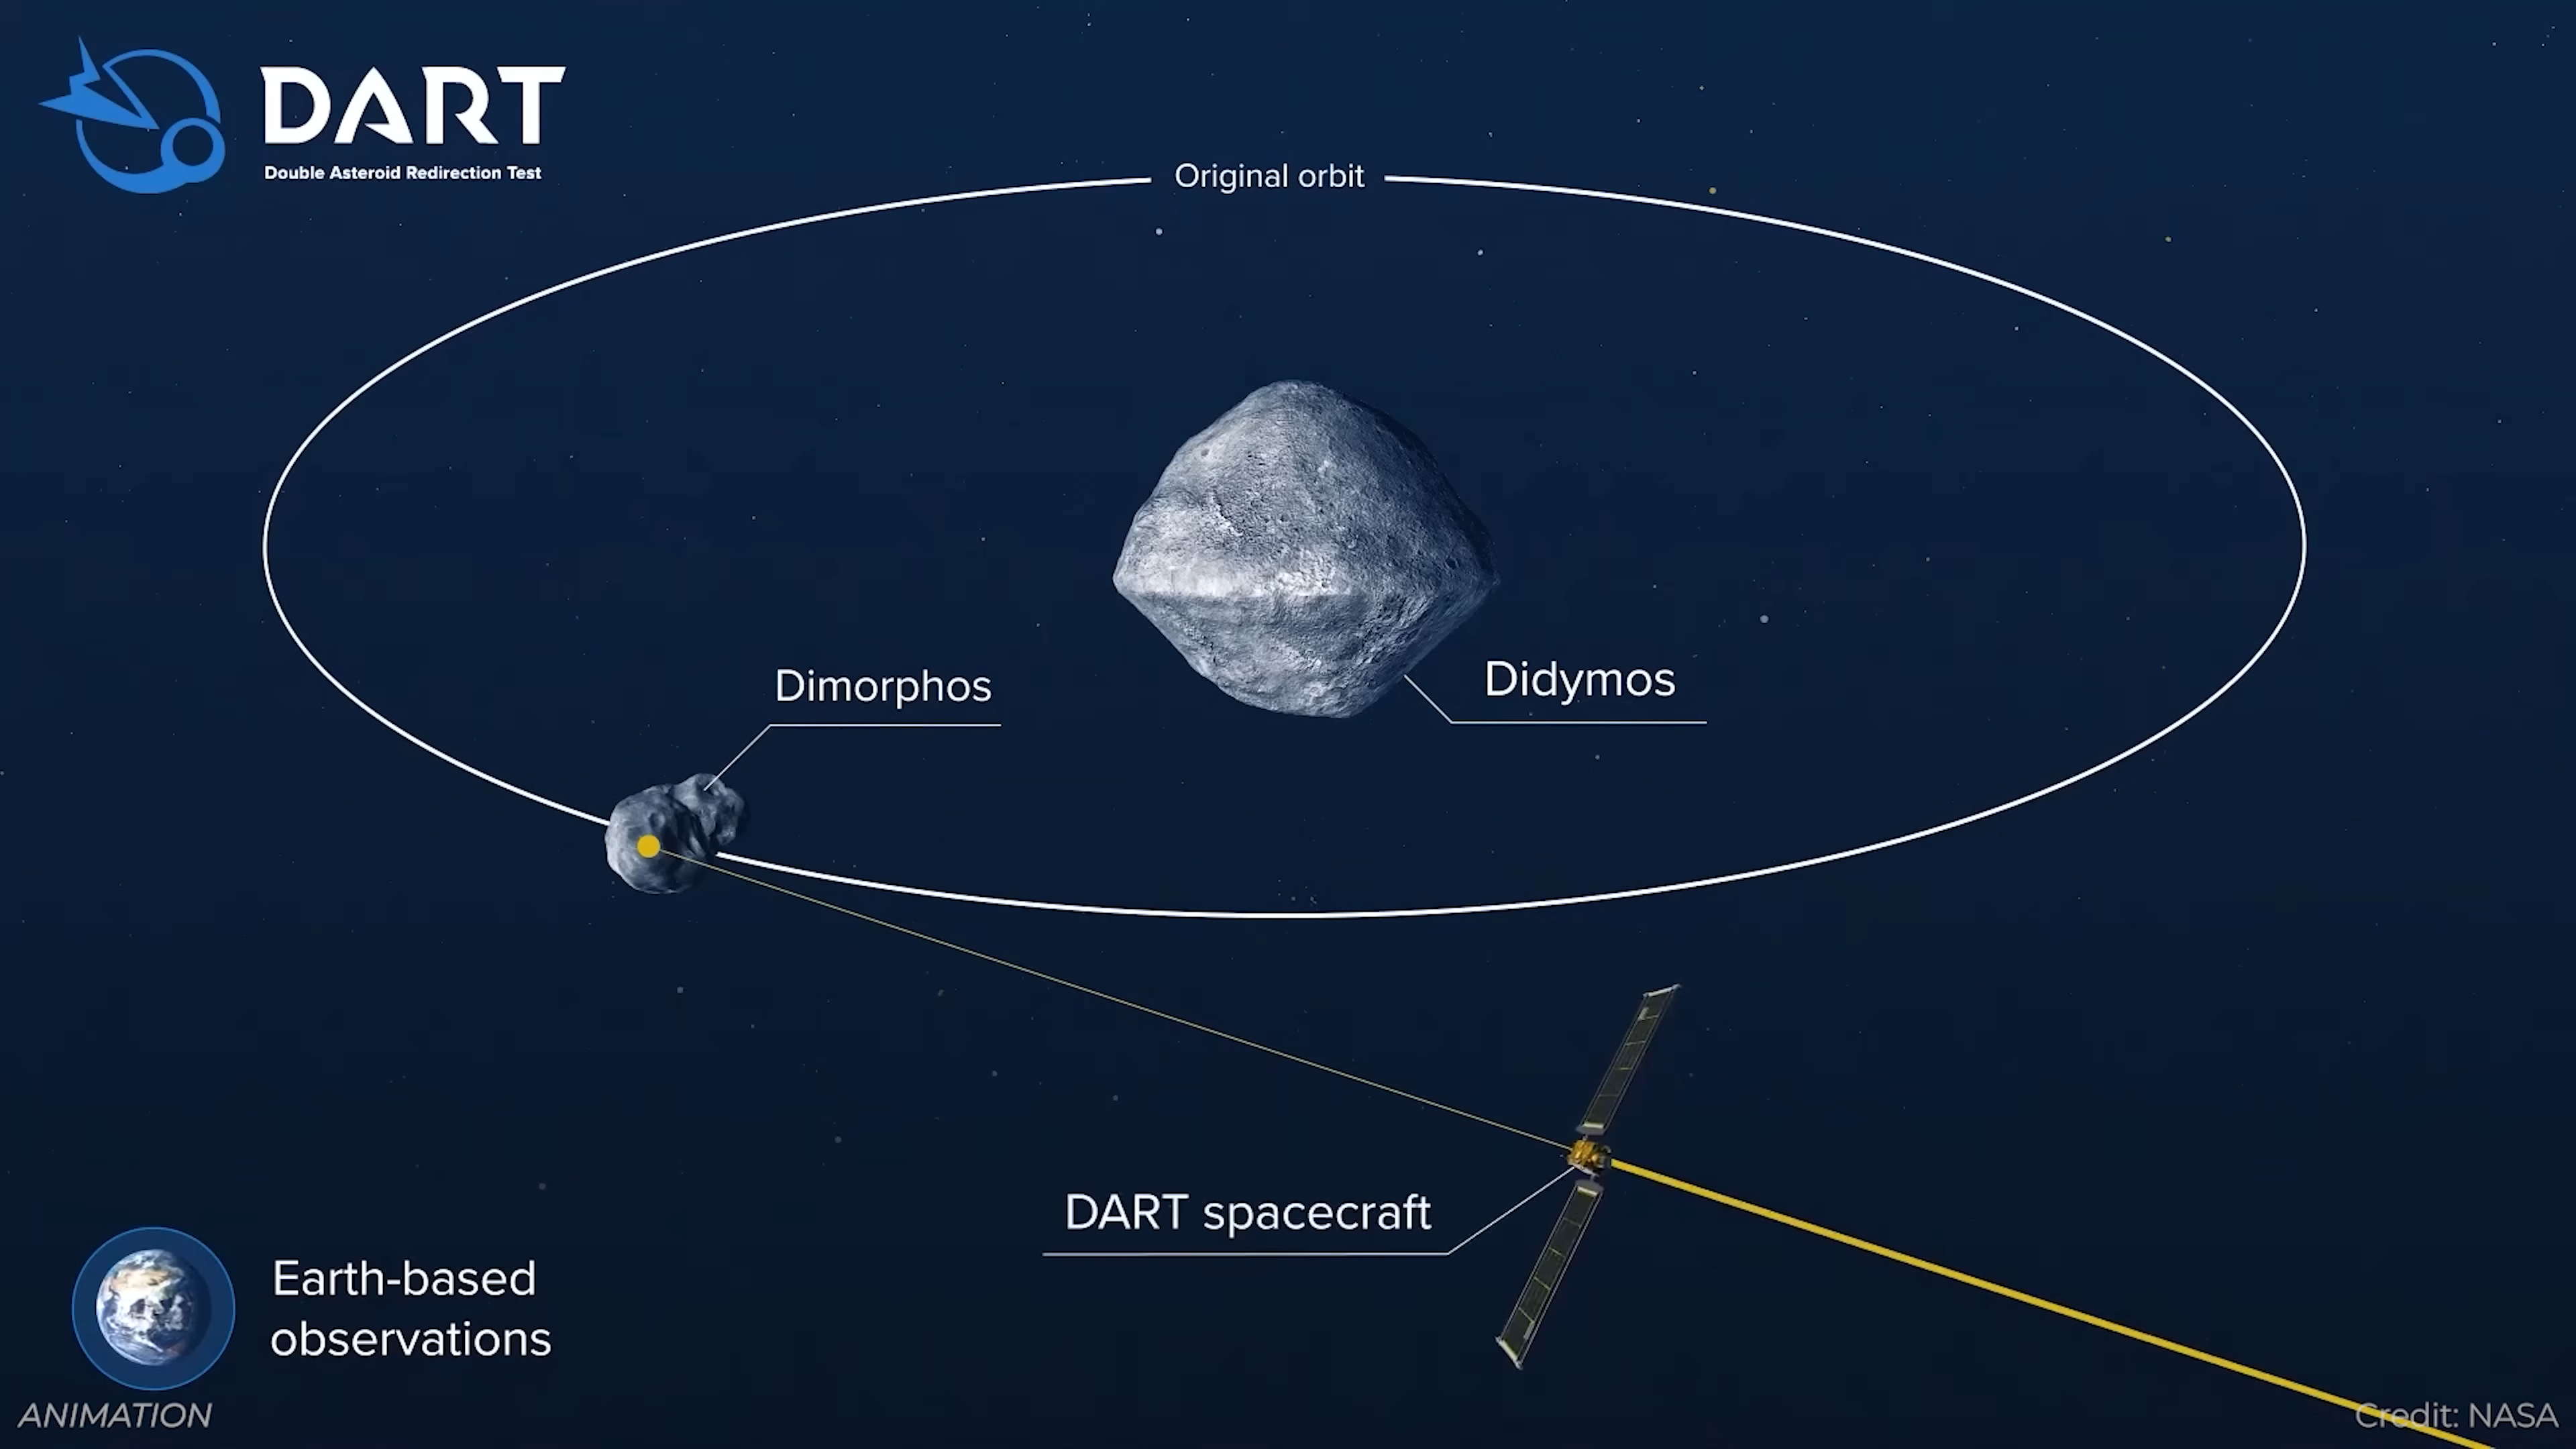 DART
Double Asteroid Redirection Test
Original orbit
Dimorphos
Didymos
DART spacecraft
Earth-based
observations
ANIMATION
Credit: NASA